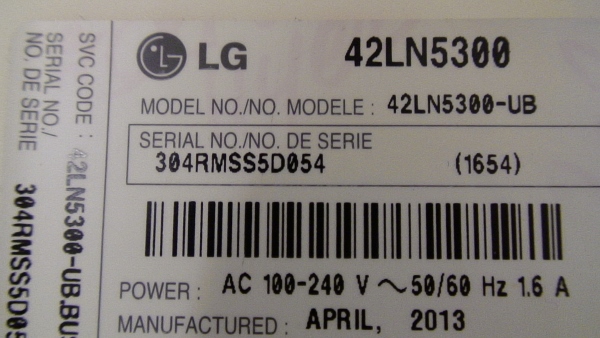 LG 42LN5300
MODEL NO./NO. MODELE : 42LN5300-UB
SERIAL NO./NO. DE SERIE
304RMSS5D054 (1654)
POWER : AC 100-240 V ~ 50/60 Hz 1.6 A
MANUFACTURED : APRIL, 2013
SVC CODE : 42LN5300-UB.BUS
SERIAL NO./
NO. DE SERIE 304RMSS5D05